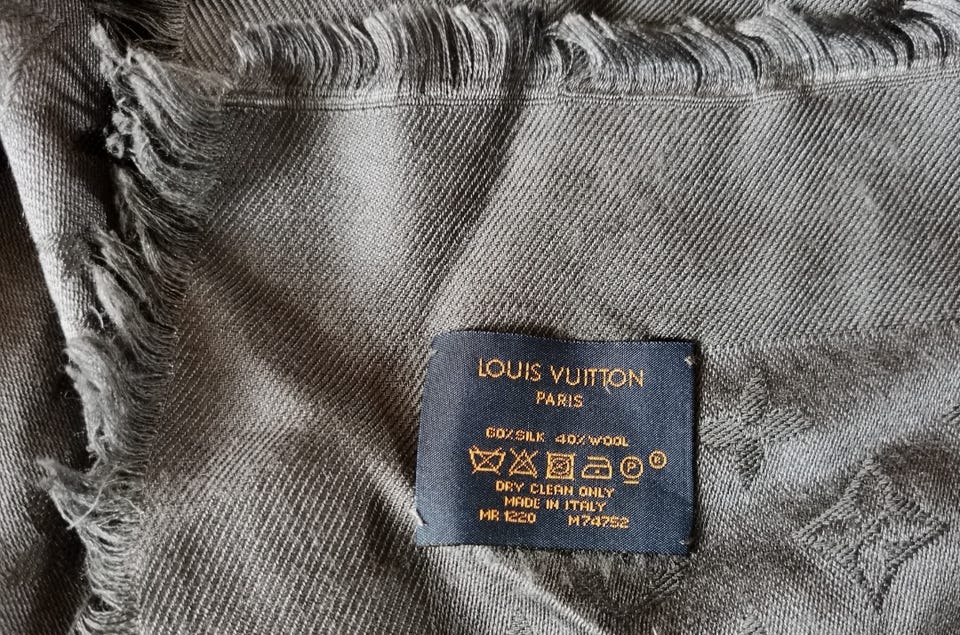 LOUIS VUITTON
PARIS
60% SILK 40% WOOL
P ®
DRY CLEAN ONLY
MADE IN ITALY
MR 1220 M74752